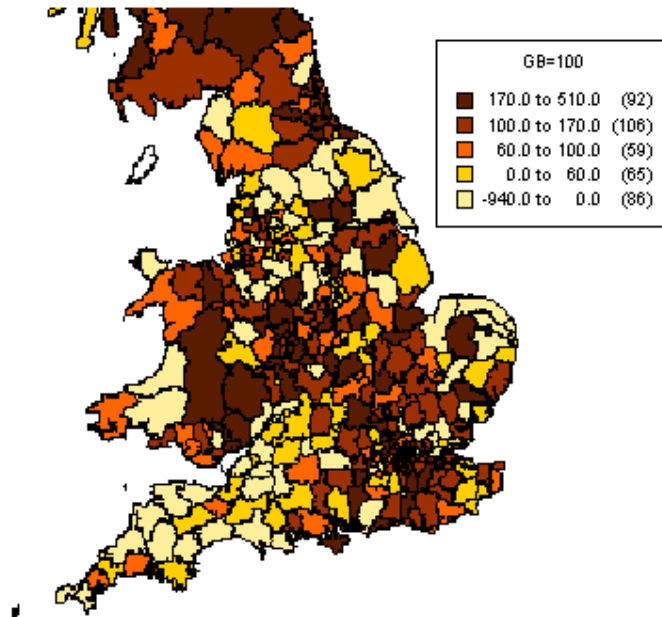 GB=100
170.0 to 510.0 (92)
100.0 to 170.0 (106)
60.0 to 100.0 (59)
0.0 to 60.0 (65)
-940.0 to 0.0 (86)